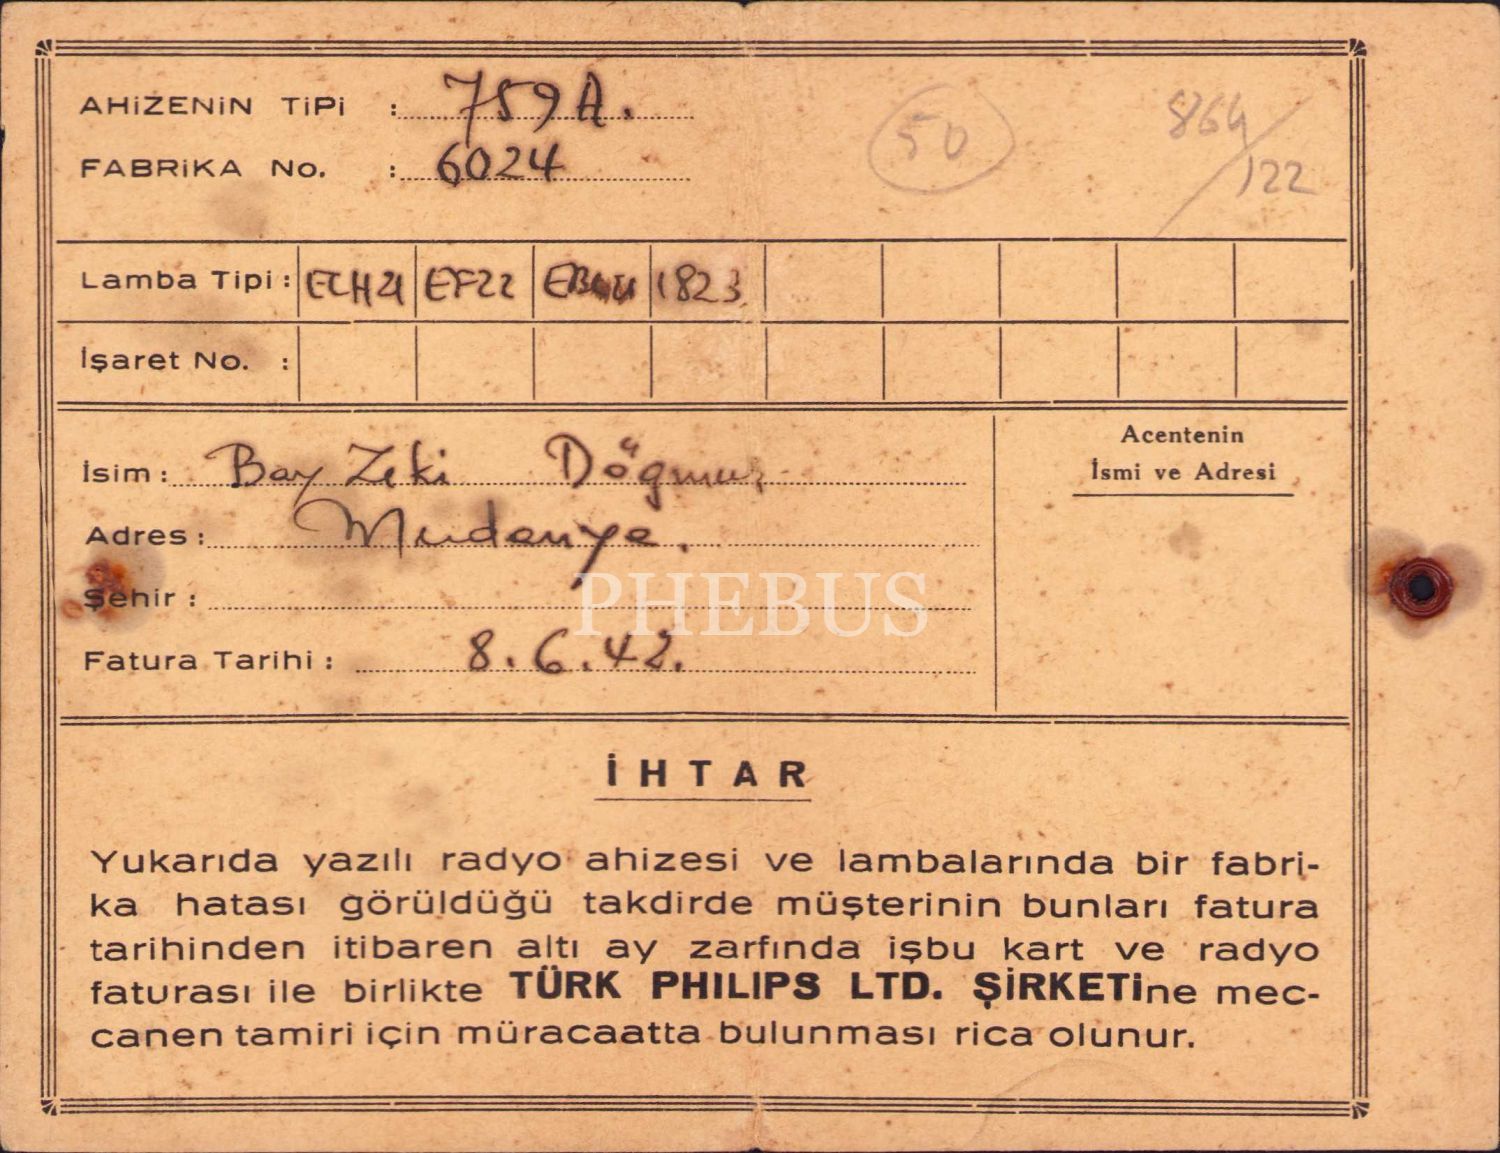 AHİZENİN TİPİ : 759A.
FABRİKA No. : 6024
50
864/122
Lamba Tipi : ECH21 EF22 1823
İşaret No. :
İsim : Bay Zeki
Adres : Mudanya.
Şehir :
Fatura Tarihi : 8.6.42.
Acentenin
İsmi ve Adresi
PHEBUS
İHTAR
Yukarıda yazılı radyo ahizesi ve lambalarında bir fabri-
ka hatası görüldüğü takdirde müşterinin bunları fatura
tarihinden itibaren altı ay zarfında işbu kart ve radyo
faturası ile birlikte TÜRK PHILIPS LTD. ŞİRKETİne mec-
canen tamiri için müracaatta bulunması rica olunur.